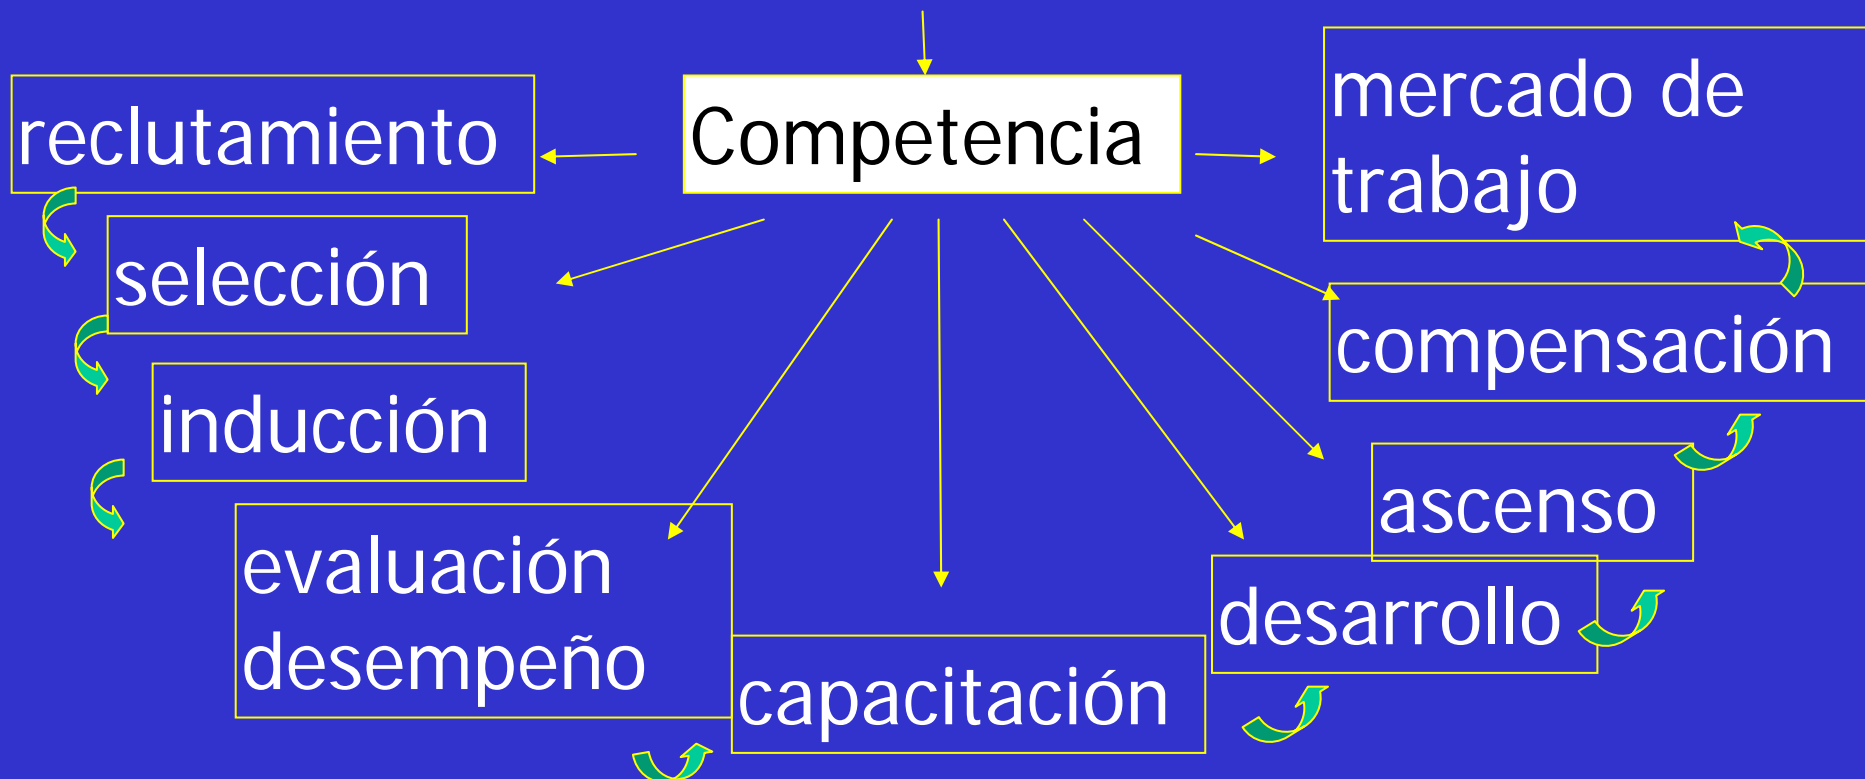 Competencia
reclutamiento
selección
inducción
evaluación
desempeño
capacitación
desarrollo
ascenso
compensación
mercado de
trabajo